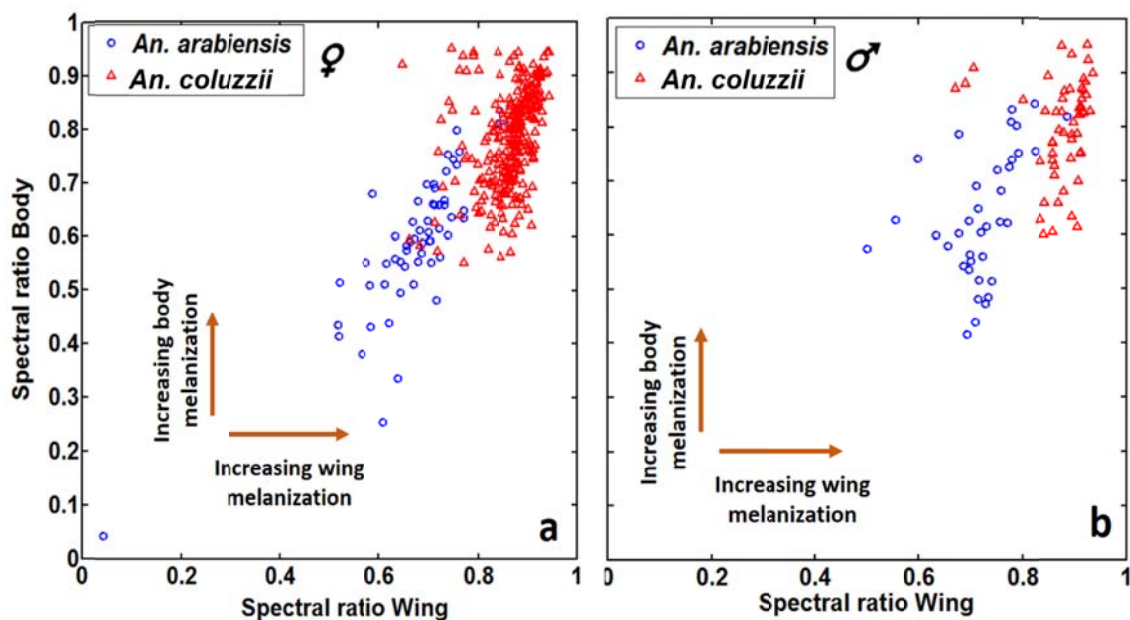 1
0.9
0.8
0.7
0.6
0.5
0.4
0.3
0.2
0.1
0
Spectral ratio Body
An. arabiensis
An. coluzzii
♀
Increasing body
melanization
Increasing wing
melanization
a
0
0.2
0.4
0.6
0.8
1
Spectral ratio Wing
An. arabiensis
An. coluzzii
♂
Increasing body
melanization
Increasing wing
melanization
b
0.2
0.4
0.6
0.8
1
Spectral ratio Wing